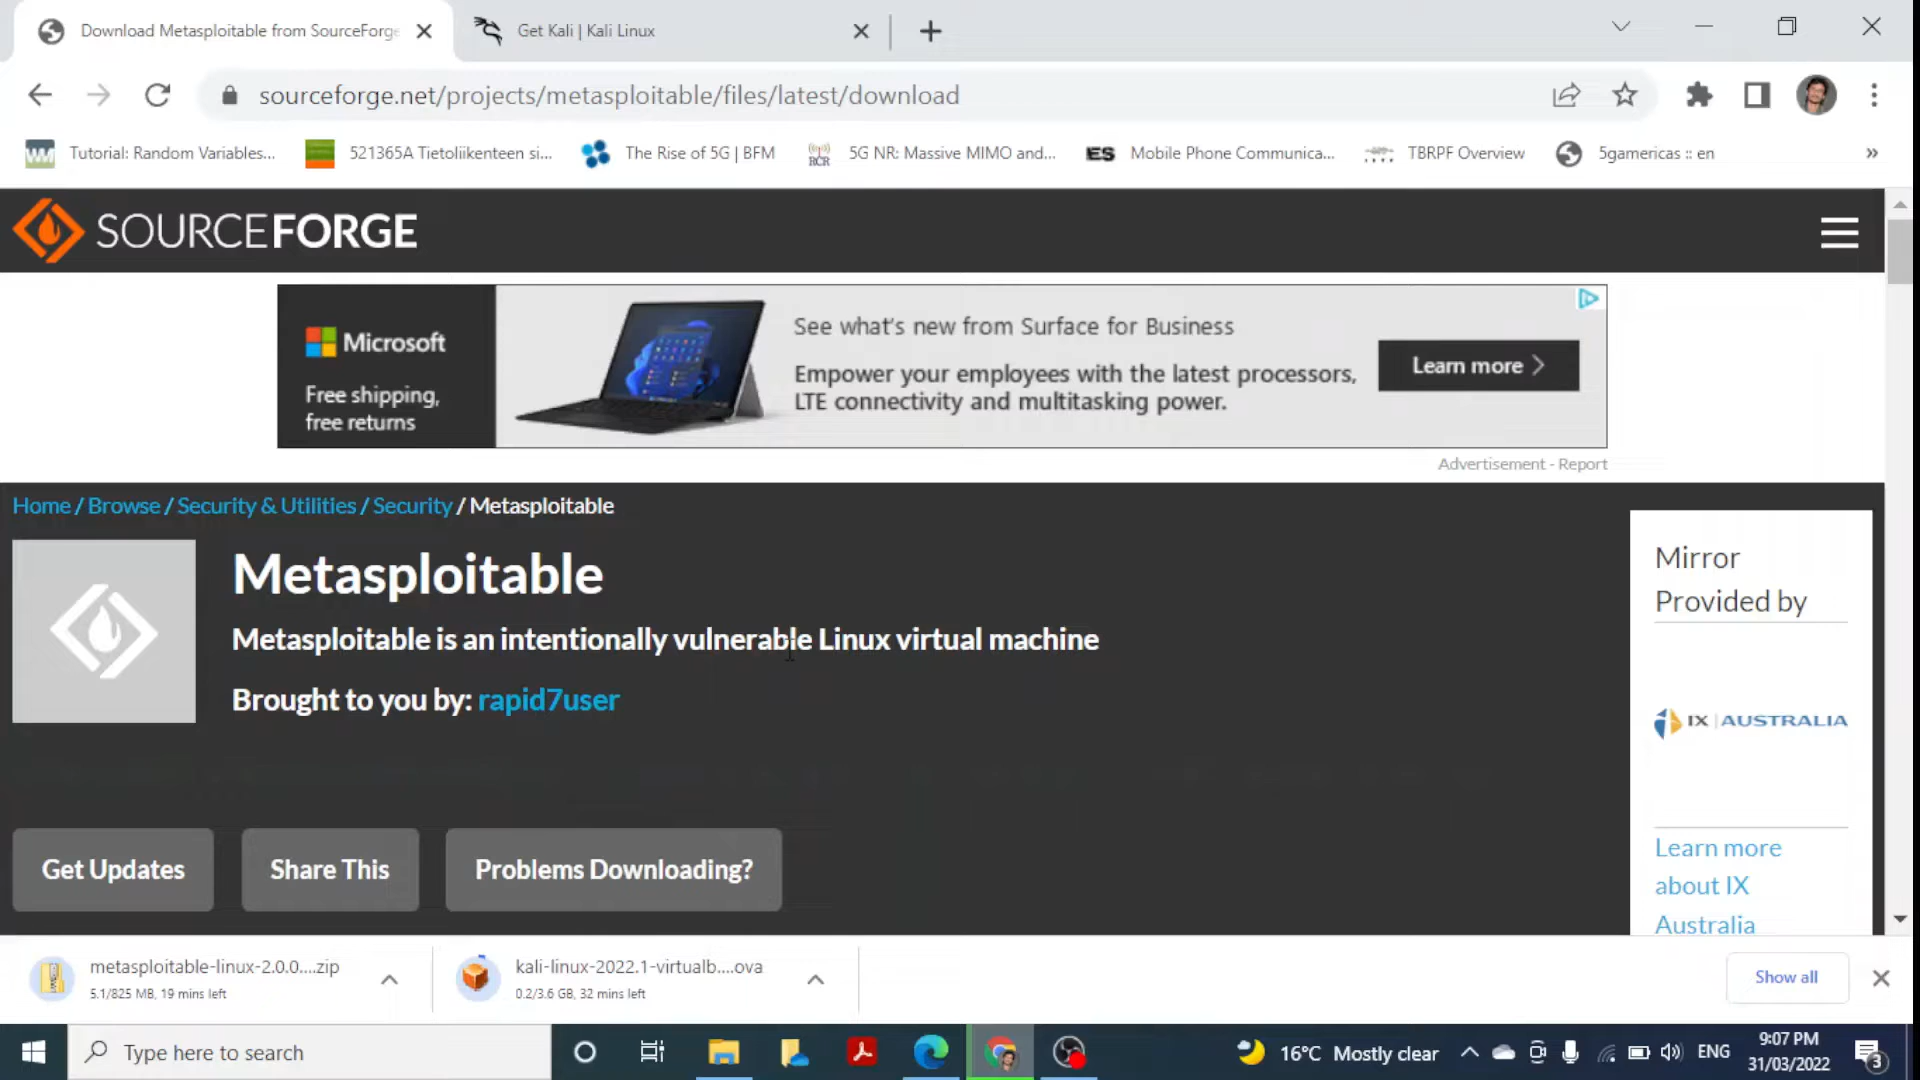 Download Metasploitable from SourceForge
Get Kali | Kali Linux
sourceforge.net/projects/metasploitable/files/latest/download
Tutorial: Random Variables...
521365A Tietoliikenteen si...
The Rise of 5G | BFM
RCR
5G NR: Massive MIMO and...
ES
Mobile Phone Communica...
TBRPF Overview
5gamericas :: en
»
SOURCEFORGE
Microsoft
Free shipping,
free returns
See what's new from Surface for Business
Empower your employees with the latest processors,
LTE connectivity and multitasking power.
Learn more
Advertisement - Report
Home / Browse / Security & Utilities / Security / Metasploitable
Metasploitable
Metasploitable is an intentionally vulnerable Linux virtual machine
Brought to you by: rapid7user
Mirror
Provided by
IX | AUSTRALIA
Learn more
about IX
Australia
Get Updates
Share This
Problems Downloading?
metasploitable-linux-2.0.0....zip
5.1/825 MB, 19 mins left
kali-linux-2022.1-virtualb....ova
0.2/3.6 GB, 32 mins left
Show all
Type here to search
16°C Mostly clear
ENG
9:07 PM
31/03/2022
3